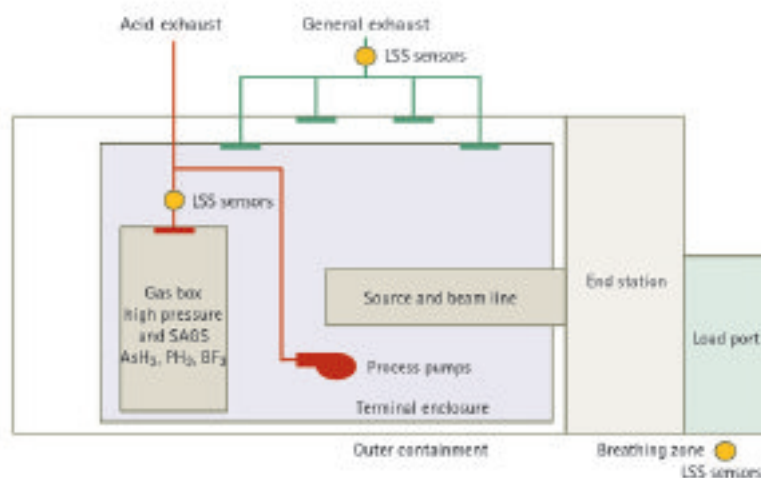 Acid exhaust
General exhaust
LSS sensors
LSS sensors
Gas box
high pressure
and SAGS
AsH₃, PH₃, BF₃
Source and beam line
End station
Load port
Process pumps
Terminal enclosure
Outer containment
Breathing zone
LSS sensors